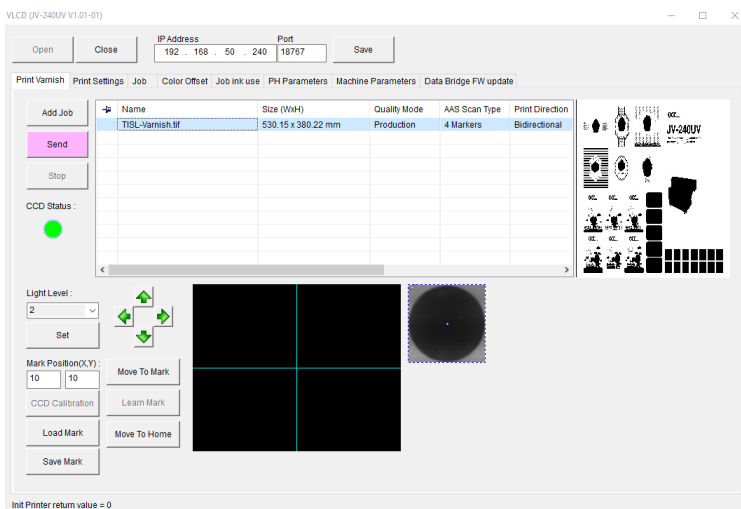 VLCD (JV-240UV V1.01-01)
Open
Close
IP Address
192 . 168 . 50 . 240
Port
18767
Save
Print Varnish
Print Settings
Job
Color Offset
Job ink use
PH Parameters
Machine Parameters
Data Bridge FW update
Add Job
Send
Stop
CCD Status :
Name
Size (WxH)
Quality Mode
AAS Scan Type
Print Direction
TISL-Varnish.tif
530.15 x 380.22 mm
Production
4 Markers
Bidirectional
JV-240UV
Light Level :
2
Set
Mark Position(X,Y) :
10
10
Move To Mark
CCD Calibration
Learn Mark
Load Mark
Move To Home
Save Mark
Init Printer return value = 0